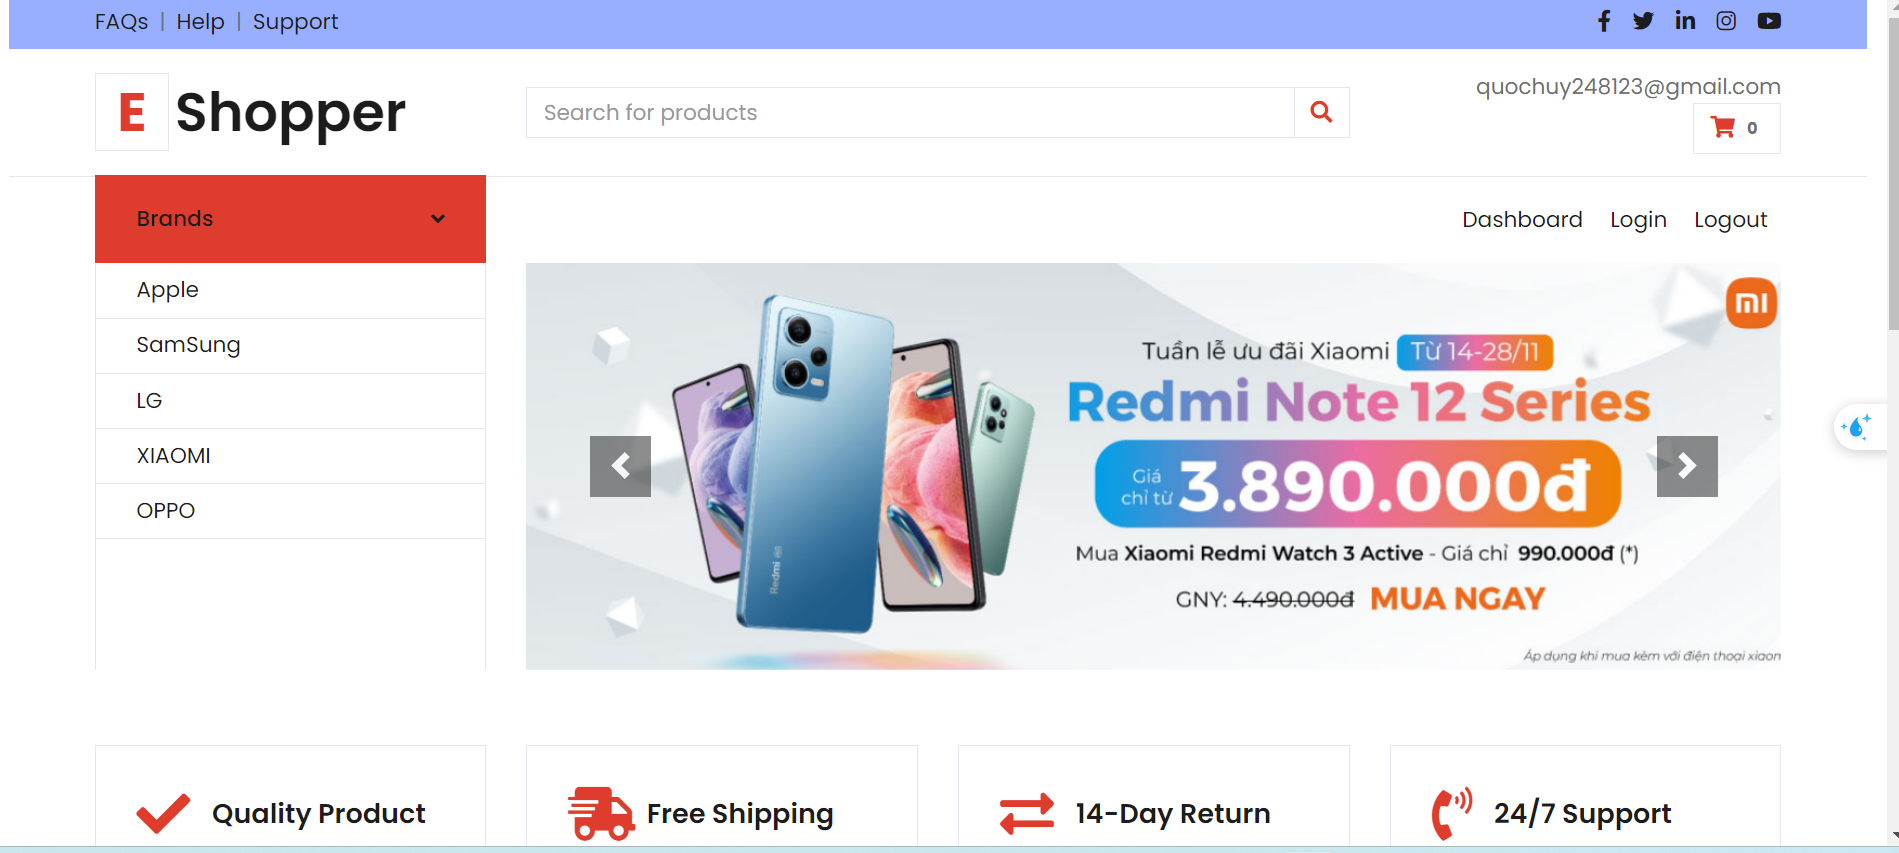 FAQs | Help | Support
E Shopper
Search for products
quochuy248123@gmail.com
0
Brands
Dashboard Login Logout
Apple
SamSung
LG
XIAOMI
OPPO
mi
Tuần lễ ưu đãi Xiaomi Từ 14-28/11
Redmi Note 12 Series
Giá chỉ từ 3.890.000đ
Mua Xiaomi Redmi Watch 3 Active - Giá chỉ 990.000đ (*)
GNY: 4.490.000đ MUA NGAY
Áp dụng khi mua kèm với điện thoại xiaom
Redmi 5G
Quality Product
Free Shipping
14-Day Return
24/7 Support